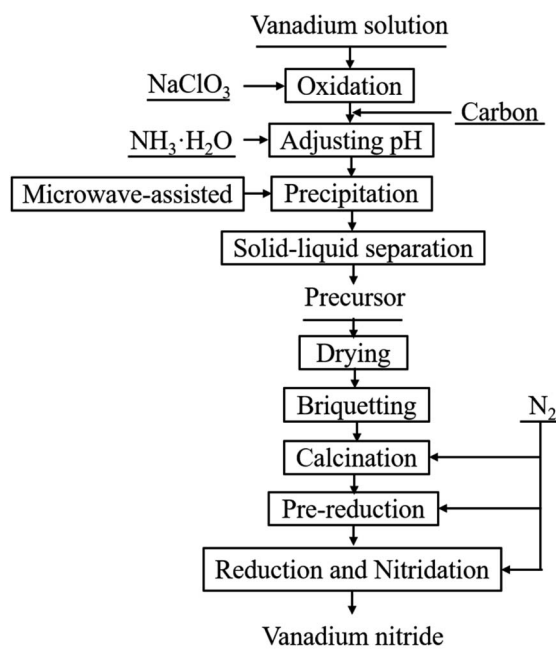 Vanadium solution
NaClO₃
Oxidation
Carbon
NH₃·H₂O
Adjusting pH
Microwave-assisted
Precipitation
Solid-liquid separation
Precursor
Drying
Briquetting
N₂
Calcination
Pre-reduction
Reduction and Nitridation
Vanadium nitride